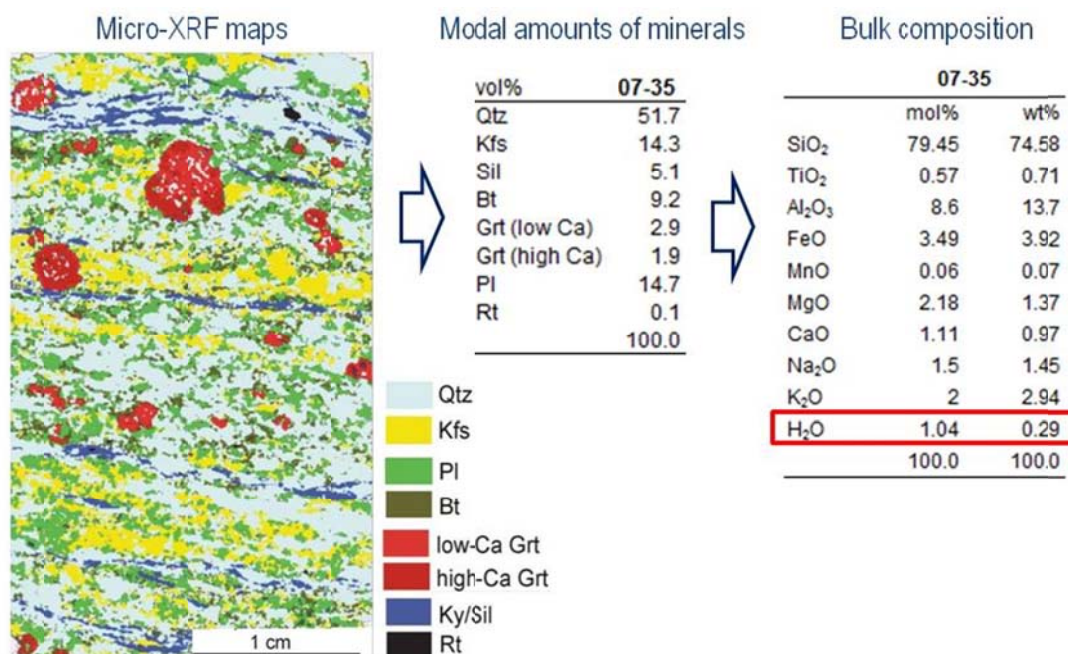 Micro-XRF maps
Modal amounts of minerals
Bulk composition
vol% 07-35
Qtz 51.7
Kfs 14.3
Sil 5.1
Bt 9.2
Grt (low Ca) 2.9
Grt (high Ca) 1.9
Pl 14.7
Rt 0.1
100.0
07-35
mol% wt%
SiO₂ 79.45 74.58
TiO₂ 0.57 0.71
Al₂O₃ 8.6 13.7
FeO 3.49 3.92
MnO 0.06 0.07
MgO 2.18 1.37
CaO 1.11 0.97
Na₂O 1.5 1.45
K₂O 2 2.94
H₂O 1.04 0.29
100.0 100.0
Qtz
Kfs
Pl
Bt
low-Ca Grt
high-Ca Grt
Ky/Sil
Rt
1 cm